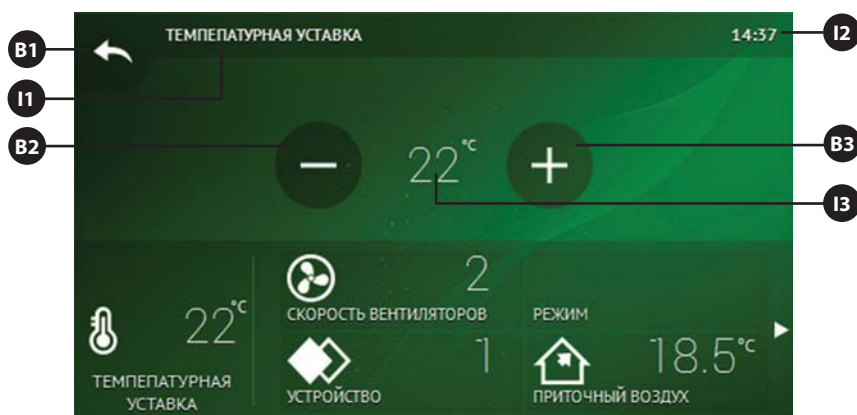 B1
ТЕМПЕПАТУРНАЯ УСТАВКА
14:37
I2
I1
B2
22°C
B3
I3
2
СКОРОСТЬ ВЕНТИЛЯТОРОВ
РЕЖИМ
22°C
ТЕМПЕПАТУРНАЯ
УСТАВКА
1
УСТРОЙСТВО
18.5°C
ПРИТОЧНЫЙ ВОЗДУХ